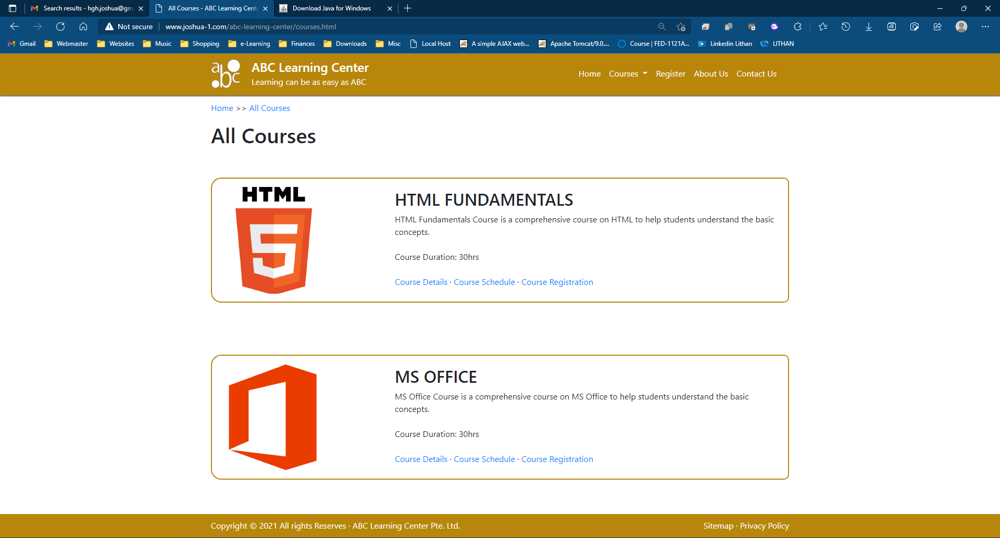 Search results - hgh.joshua@gm
All Courses - ABC Learning Cente
Download Java for Windows
Not secure
www.joshua-1.com/abc-learning-center/courses.html
Gmail
Webmaster
Websites
Music
Shopping
e-Learning
Finances
Downloads
Misc
Local Host
A simple AJAX web...
Apache Tomcat/9.0....
Course | FED-1121A...
Linkedin Lithan
LITHAN
abc
ABC Learning Center
Learning can be as easy as ABC
Home
Courses
Register
About Us
Contact Us
Home >> All Courses
All Courses
HTML
5
HTML FUNDAMENTALS
HTML Fundamentals Course is a comprehensive course on HTML to help students understand the basic
concepts.
Course Duration: 30hrs
Course Details · Course Schedule · Course Registration
MS OFFICE
MS Office Course is a comprehensive course on MS Office to help students understand the basic
concepts.
Course Duration: 30hrs
Course Details · Course Schedule · Course Registration
Copyright © 2021 All rights Reserves · ABC Learning Center Pte. Ltd.
Sitemap · Privacy Policy